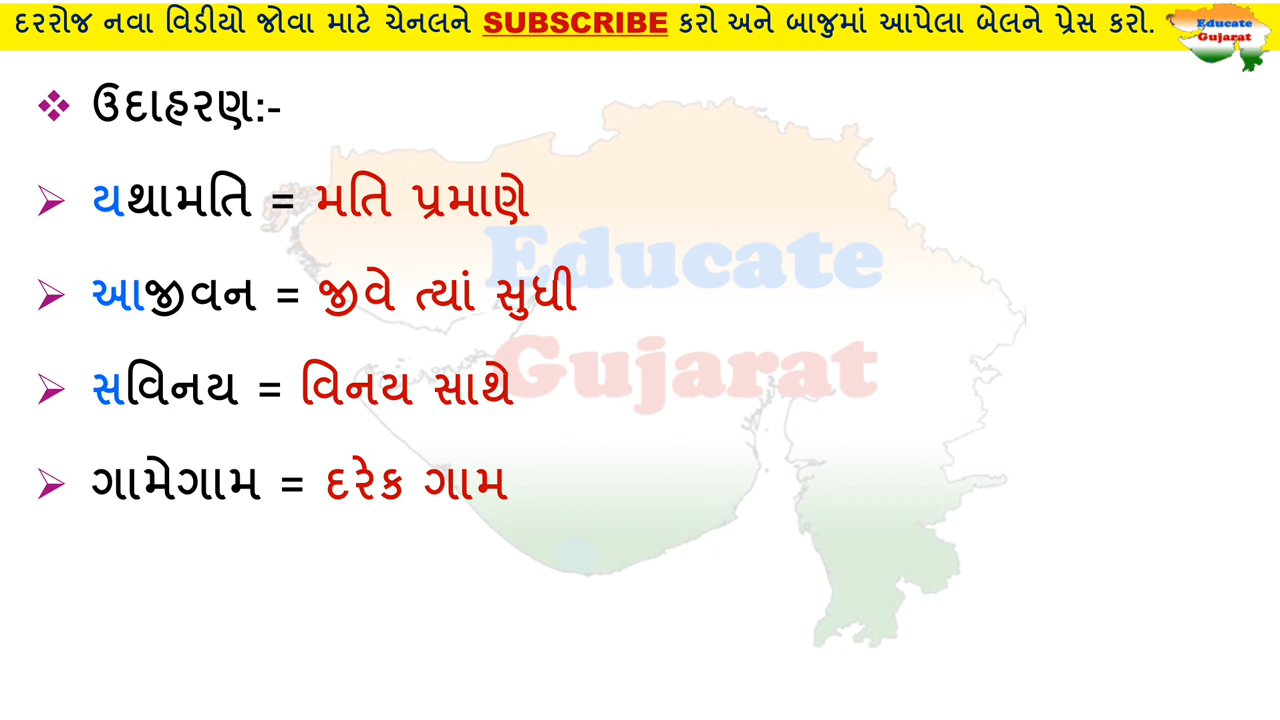 દરરોજ નવા વિડીયો જોવા માટે ચેનલને SUBSCRIBE કરો અને બાજુમાં આપેલા બેલને પ્રેસ કરો.
Educate
Gujarat
❖ ઉદાહરણ:-
➢ યથામતિ = મતિ પ્રમાણે
➢ આજીવન = જીવે ત્યાં સુધી
➢ સવિનય = વિનય સાથે
➢ ગામેગામ = દરેક ગામ
Educate
Gujarat